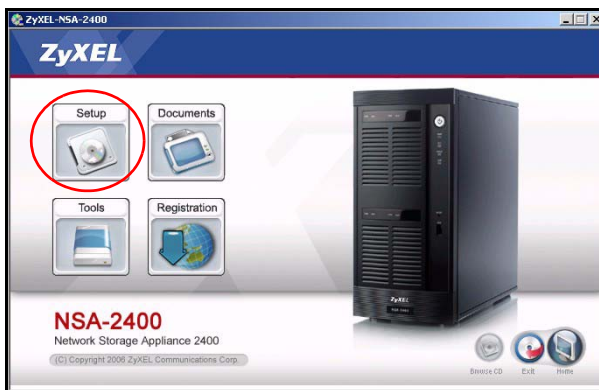 ZyXEL-NSA-2400
ZyXEL
Setup
Documents
Tools
Registration
ZyXEL
NSA-2400
Network Storage Appliance 2400
(C) Copyright 2006 ZyXEL Communications Corp.
Browse CD
Exit
Home